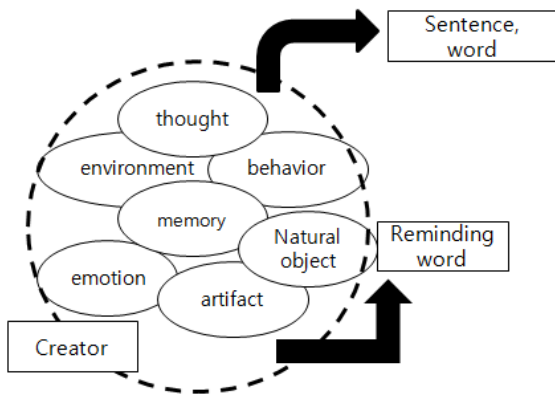 Sentence,
word
thought
environment
behavior
memory
Natural
object
Reminding
word
emotion
artifact
Creator